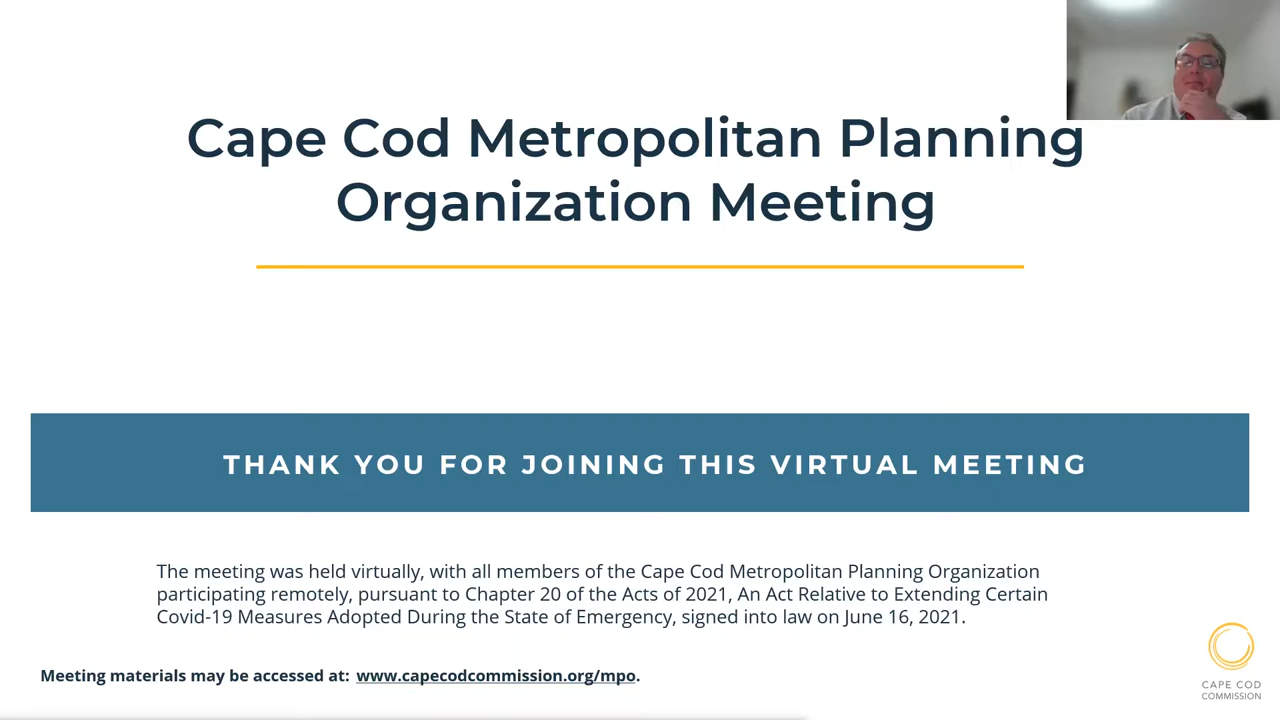 Cape Cod Metropolitan Planning
Organization Meeting
THANK YOU FOR JOINING THIS VIRTUAL MEETING
The meeting was held virtually, with all members of the Cape Cod Metropolitan Planning Organization
participating remotely, pursuant to Chapter 20 of the Acts of 2021, An Act Relative to Extending Certain
Covid-19 Measures Adopted During the State of Emergency, signed into law on June 16, 2021.
Meeting materials may be accessed at: www.capecodcommission.org/mpo.
CAPE COD
COMMISSION